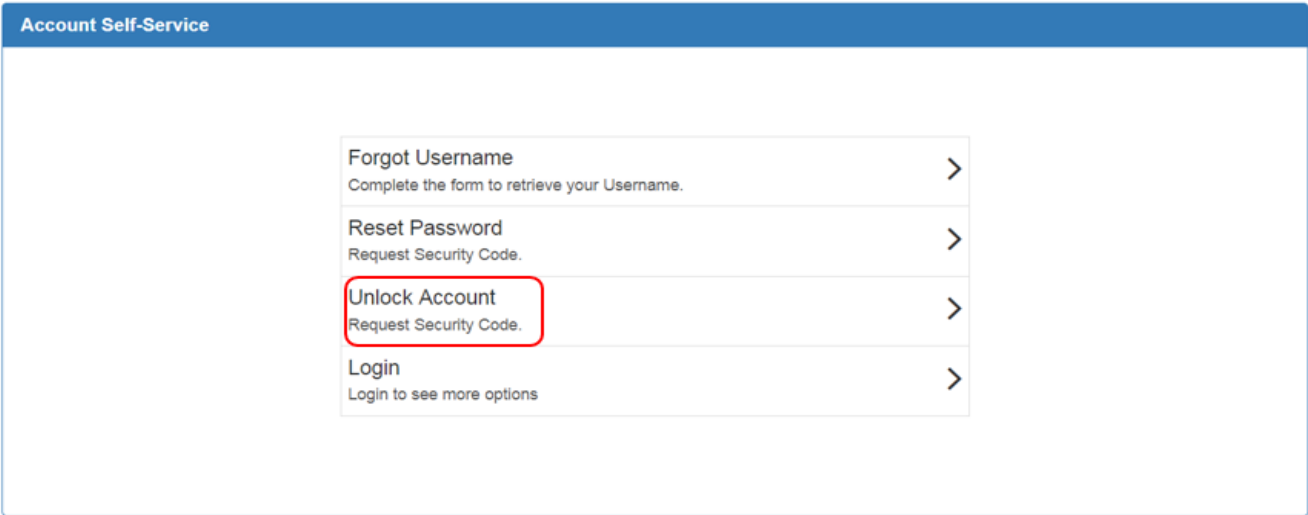 Account Self-Service
Forgot Username
Complete the form to retrieve your Username.
Reset Password
Request Security Code.
Unlock Account
Request Security Code.
Login
Login to see more options